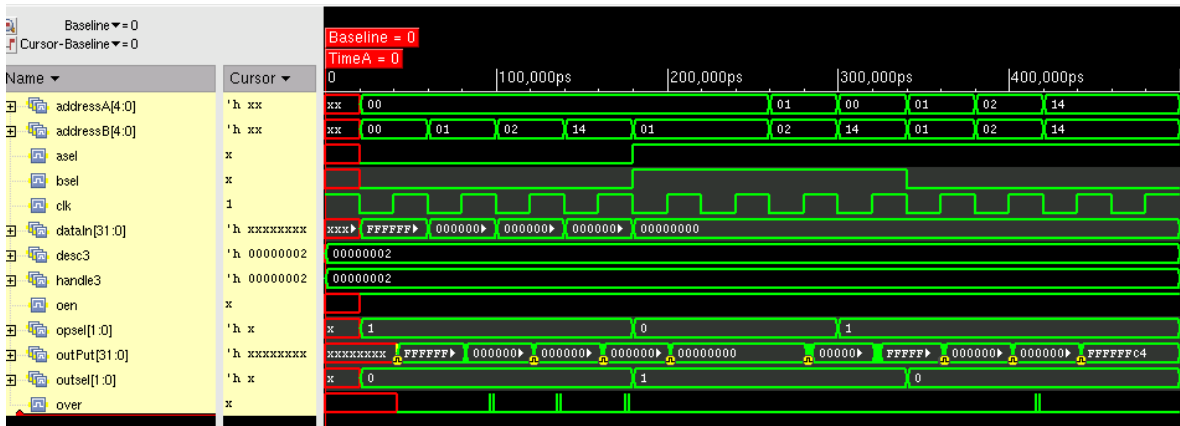 Baseline ▼= 0
Cursor-Baseline ▼= 0
Baseline = 0
TimeA = 0
Name ▼ Cursor ▼ 0 100,000ps 200,000ps 300,000ps 400,000ps
addressA[4:0] 'h xx xx 00 01 00 01 02 14
addressB[4:0] 'h xx xx 00 01 02 14 01 02 14 01 02 14
asel x
bsel x
clk 1
dataIn[31:0] 'h xxxxxxxx xxx FFFFFF 000000 000000 000000 00000000
desc3 'h 00000002 00000002
handle3 'h 00000002 00000002
oen x
opsel[1:0] 'h x x 1 0 1
outPut[31:0] 'h xxxxxxxx xxxxxxxx FFFFFF 000000 000000 000000 00000000 00000 FFFFF 000000 000000 FFFFFFc4
outsel[1:0] 'h x x 0 1 0
over x